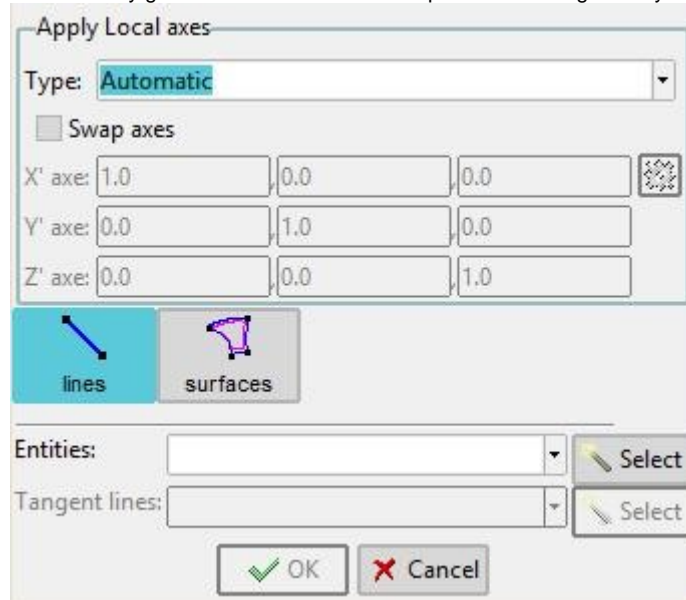 Apply Local axes
Type: Automatic
Swap axes
X' axe: 1.0 , 0.0 , 0.0
Y' axe: 0.0 , 1.0 , 0.0
Z' axe: 0.0 , 0.0 , 1.0
lines surfaces
Entities: Select
Tangent lines: Select
OK Cancel